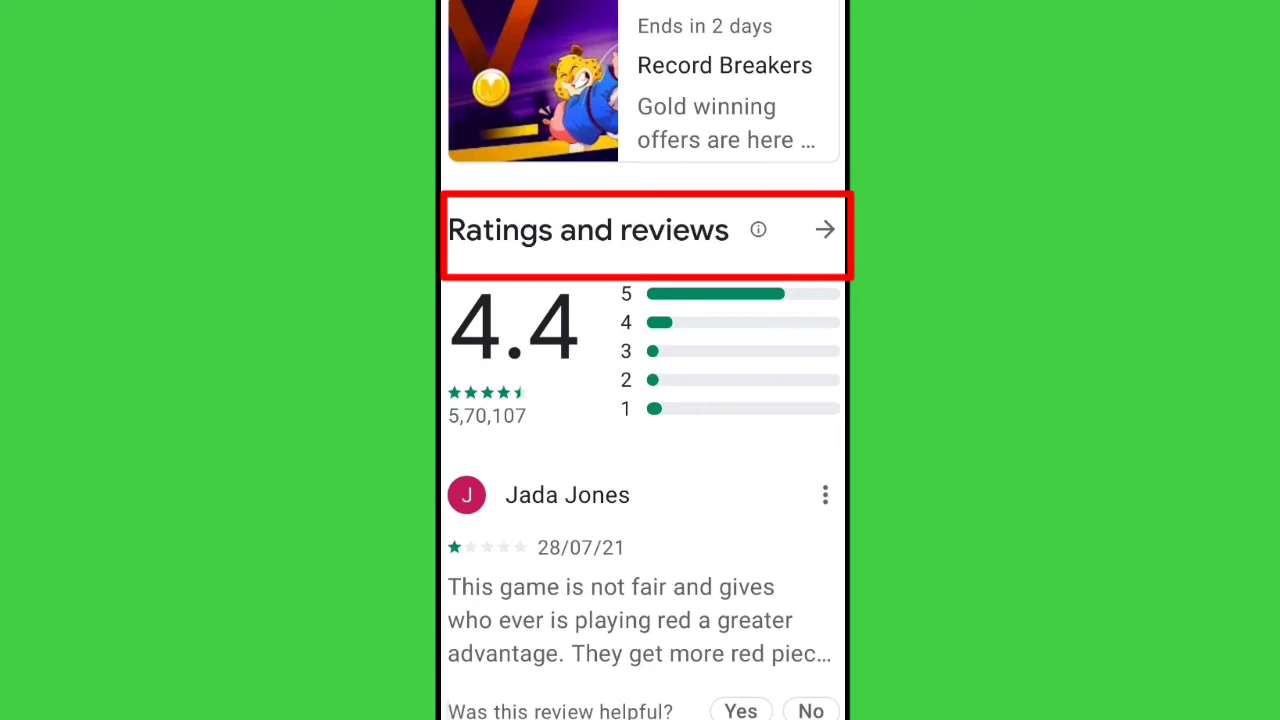 Ends in 2 days
Record Breakers
Gold winning
offers are here ...
Ratings and reviews
4.4
5
4
3
2
1
5,70,107
J Jada Jones
28/07/21
This game is not fair and gives
who ever is playing red a greater
advantage. They get more red piec...
Was this review helpful? Yes No